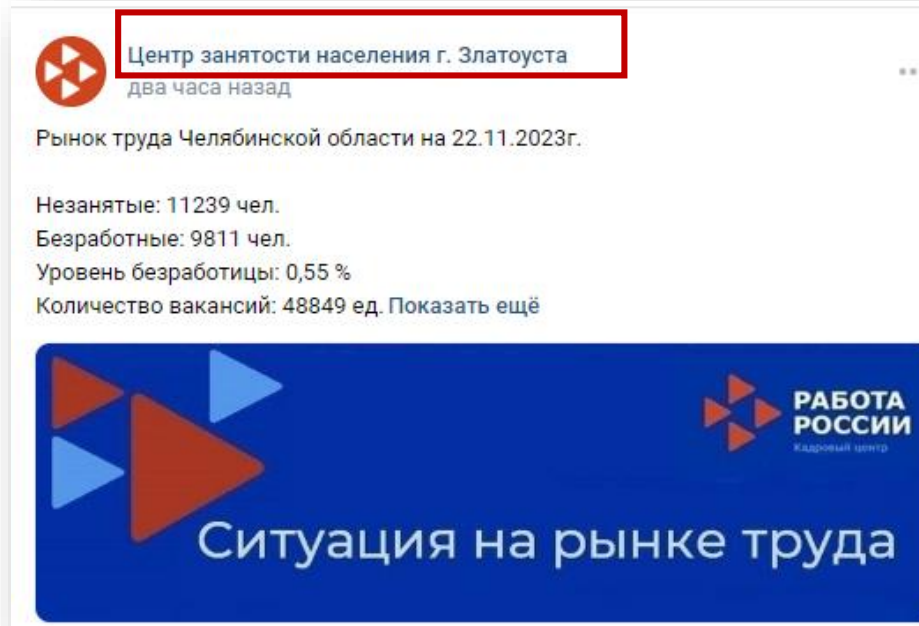 Центр занятости населения г. Златоуста
два часа назад
Рынок труда Челябинской области на 22.11.2023г.
Незанятые: 11239 чел.
Безработные: 9811 чел.
Уровень безработицы: 0,55 %
Количество вакансий: 48849 ед. Показать ещё
РАБОТА
РОССИИ
Кадровый центр
Ситуация на рынке труда